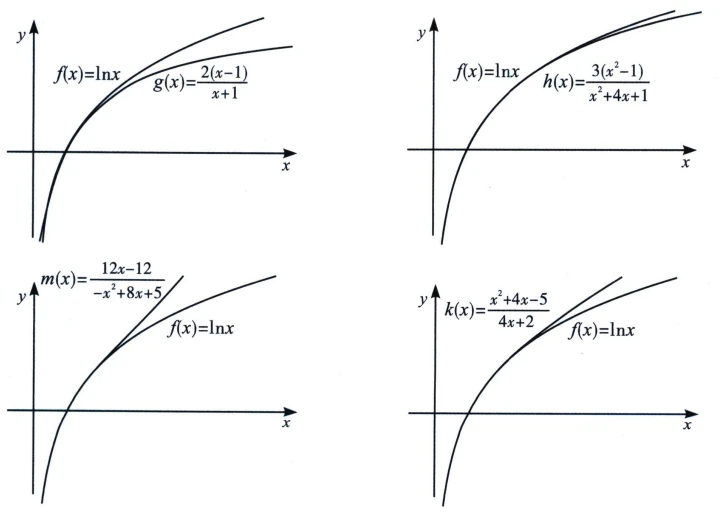 y
f(x)=lnx
g(x)=2(x−1)/(x+1)
x
y
f(x)=lnx
h(x)=3(x²−1)/(x²+4x+1)
x
m(x)=(12x−12)/(−x²+8x+5)
y
f(x)=lnx
x
y
k(x)=(x²+4x−5)/(4x+2)
f(x)=lnx
x